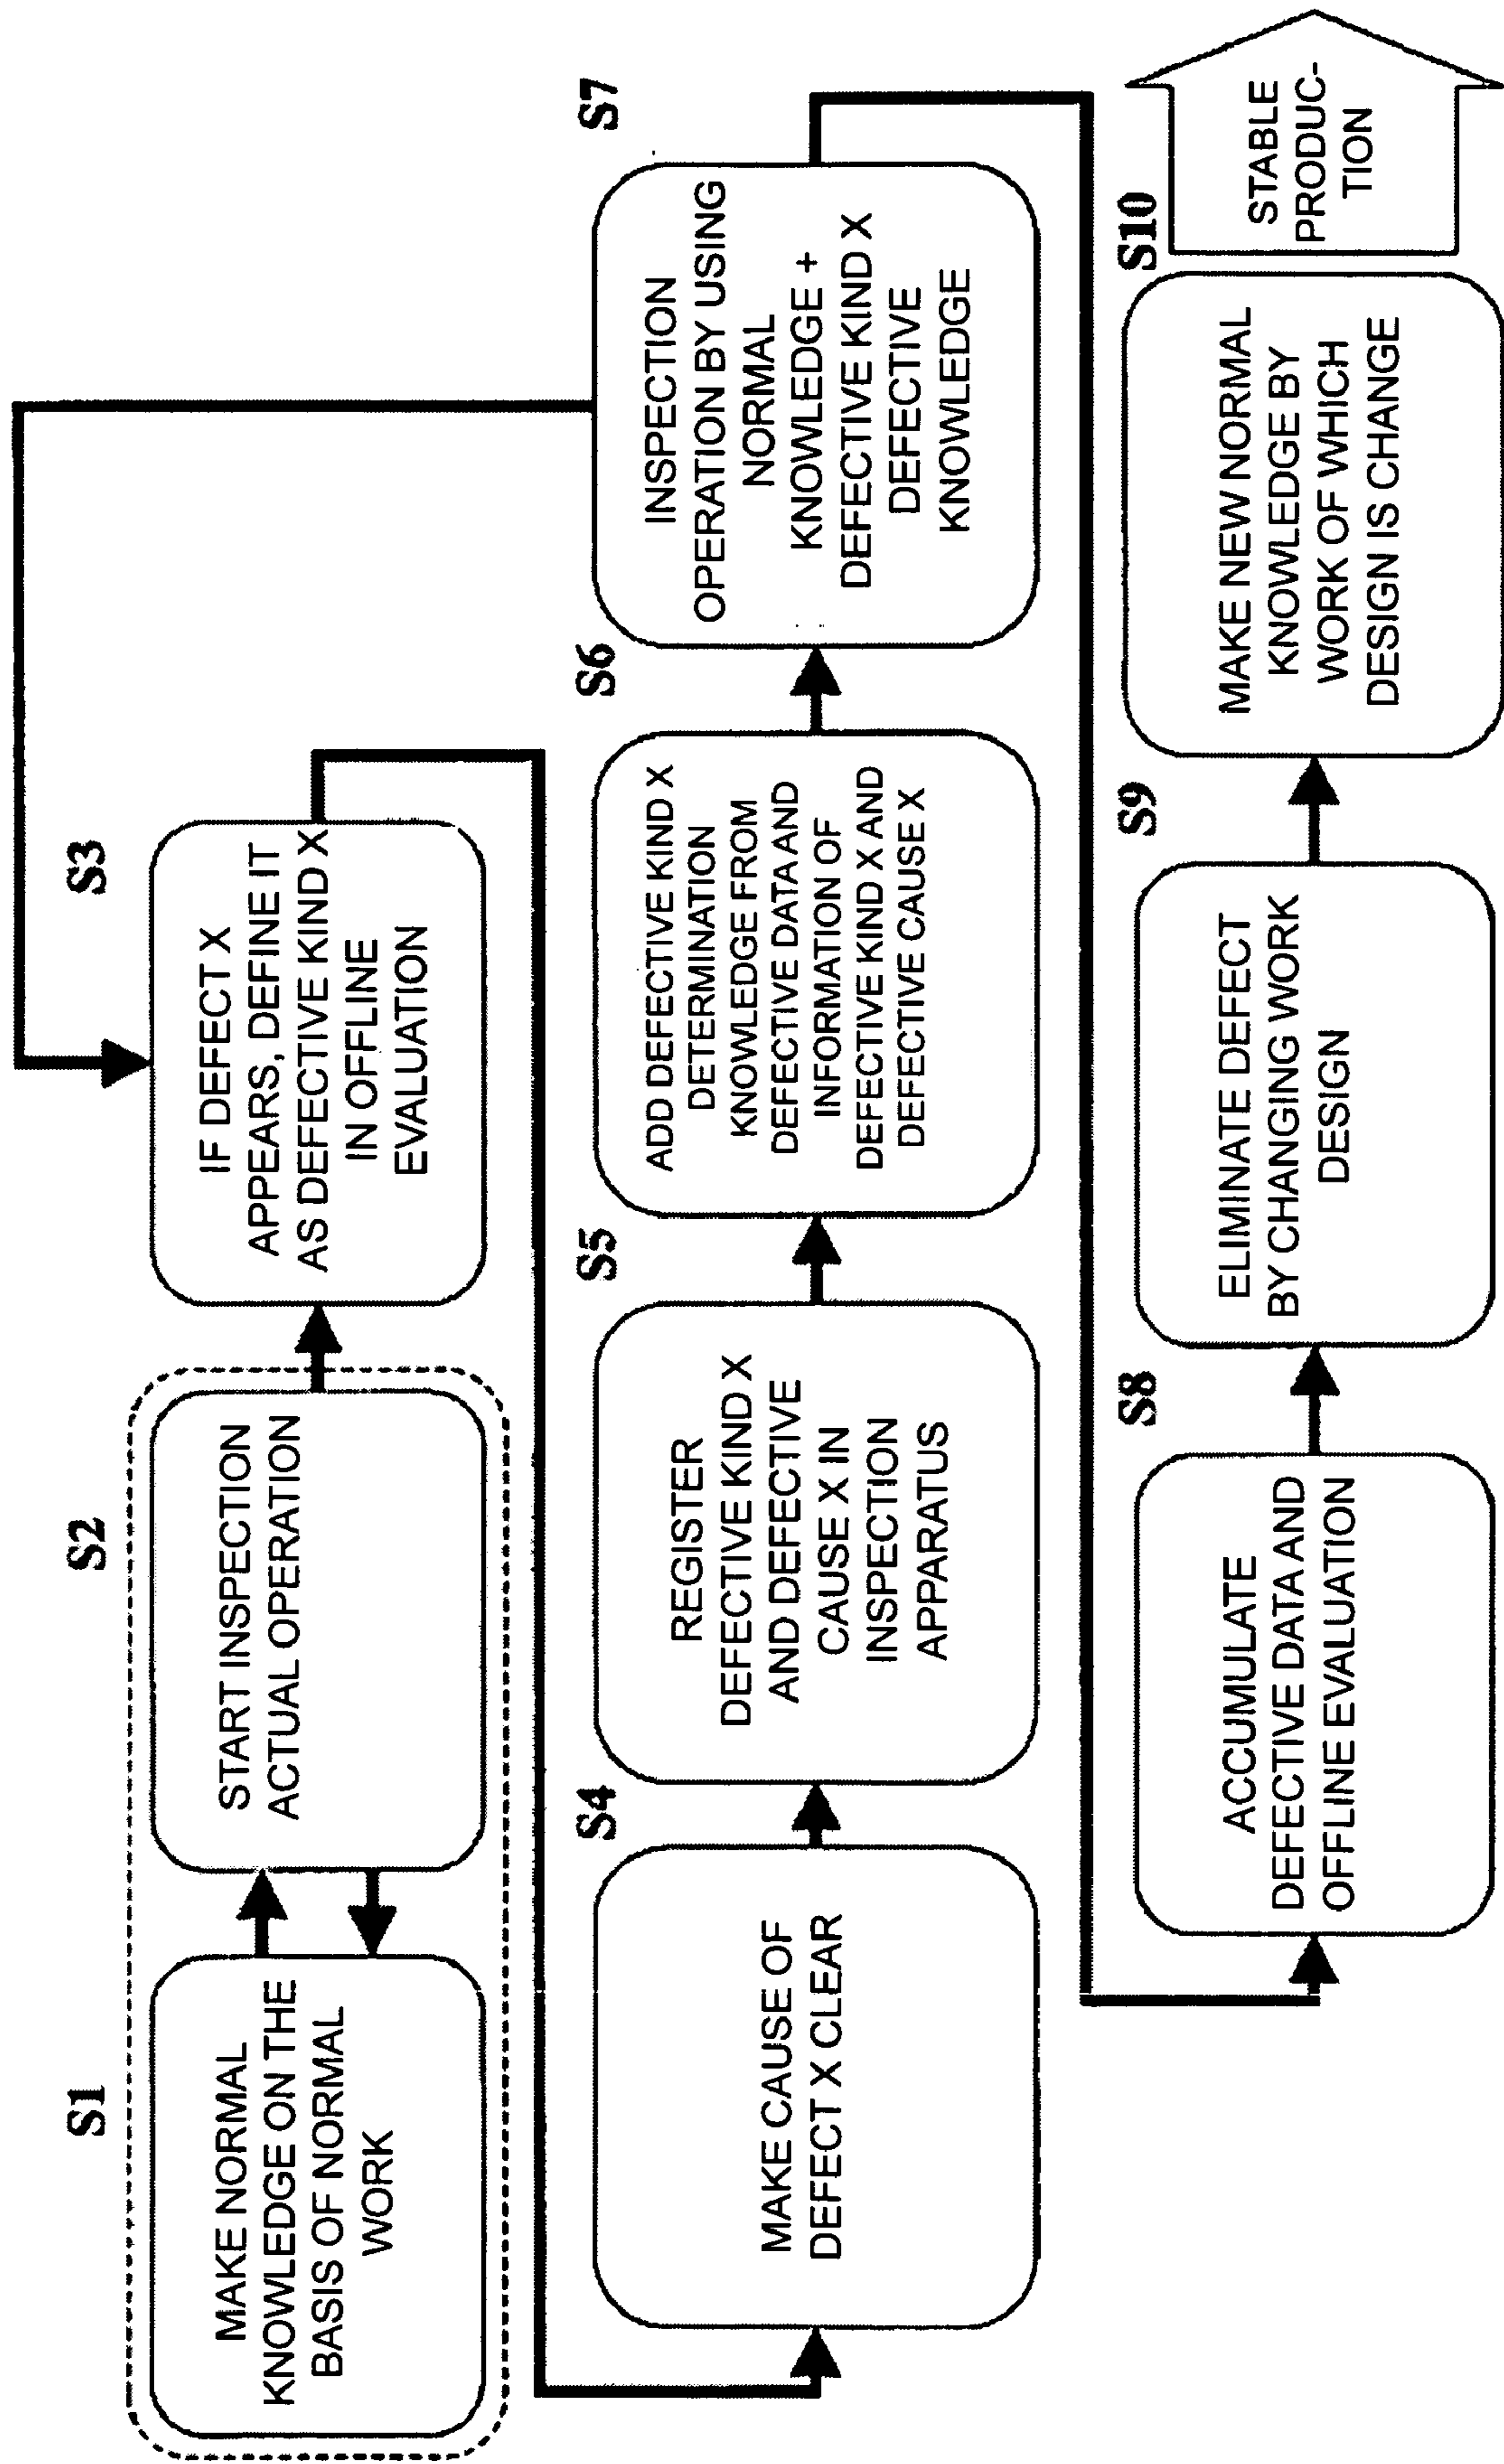 S1
MAKE NORMAL
KNOWLEDGE ON THE
BASIS OF NORMAL
WORK
S2
START INSPECTION
ACTUAL OPERATION
S3
IF DEFECT X
APPEARS, DEFINE IT
AS DEFECTIVE KIND X
IN OFFLINE
EVALUATION
S4
MAKE CAUSE OF
DEFECT X CLEAR
S5
REGISTER
DEFECTIVE KIND X
AND DEFECTIVE
CAUSE X IN
INSPECTION
APPARATUS
S6
ADD DEFECTIVE KIND X
DETERMINATION
KNOWLEDGE FROM
DEFECTIVE DATA AND
INFORMATION OF
DEFECTIVE KIND X AND
DEFECTIVE CAUSE X
S7
INSPECTION
OPERATION BY USING
NORMAL
KNOWLEDGE +
DEFECTIVE KIND X
DEFECTIVE
KNOWLEDGE
S8
ACCUMULATE
DEFECTIVE DATA AND
OFFLINE EVALUATION
S9
ELIMINATE DEFECT
BY CHANGING WORK
DESIGN
S10
MAKE NEW NORMAL
KNOWLEDGE BY
WORK OF WHICH
DESIGN IS CHANGE
STABLE
PRODUC-
TION